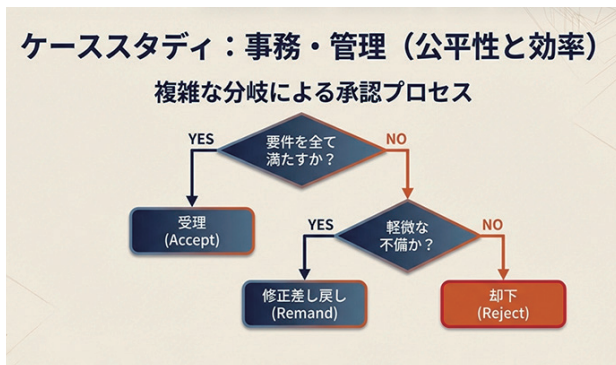 ケーススタディ：事務・管理（公平性と効率）
複雑な分岐による承認プロセス
YES
要件を全て
満たすか？
NO
受理
(Accept)
YES
軽微な
不備か？
NO
修正差し戻し
(Remand)
却下
(Reject)